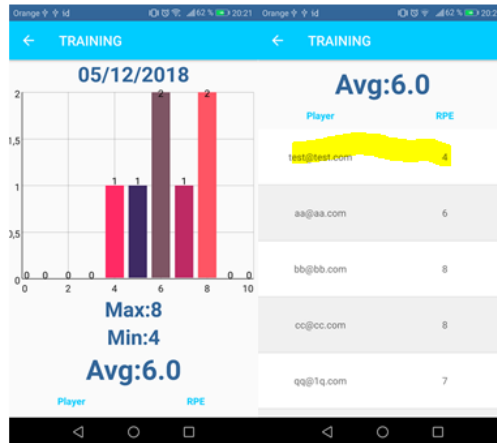 Orange id 62 % 20:21
TRAINING
05/12/2018
2
1,5
1
0,5
0
0 0 0 0 1 1 2 1 2 0 0
0 2 4 6 8 10
Max:8
Min:4
Avg:6.0
Player RPE
Orange id 62 % 20:2
TRAINING
Avg:6.0
Player RPE
test@test.com 4
aa@aa.com 6
bb@bb.com 8
cc@cc.com 8
qq@1q.com 7